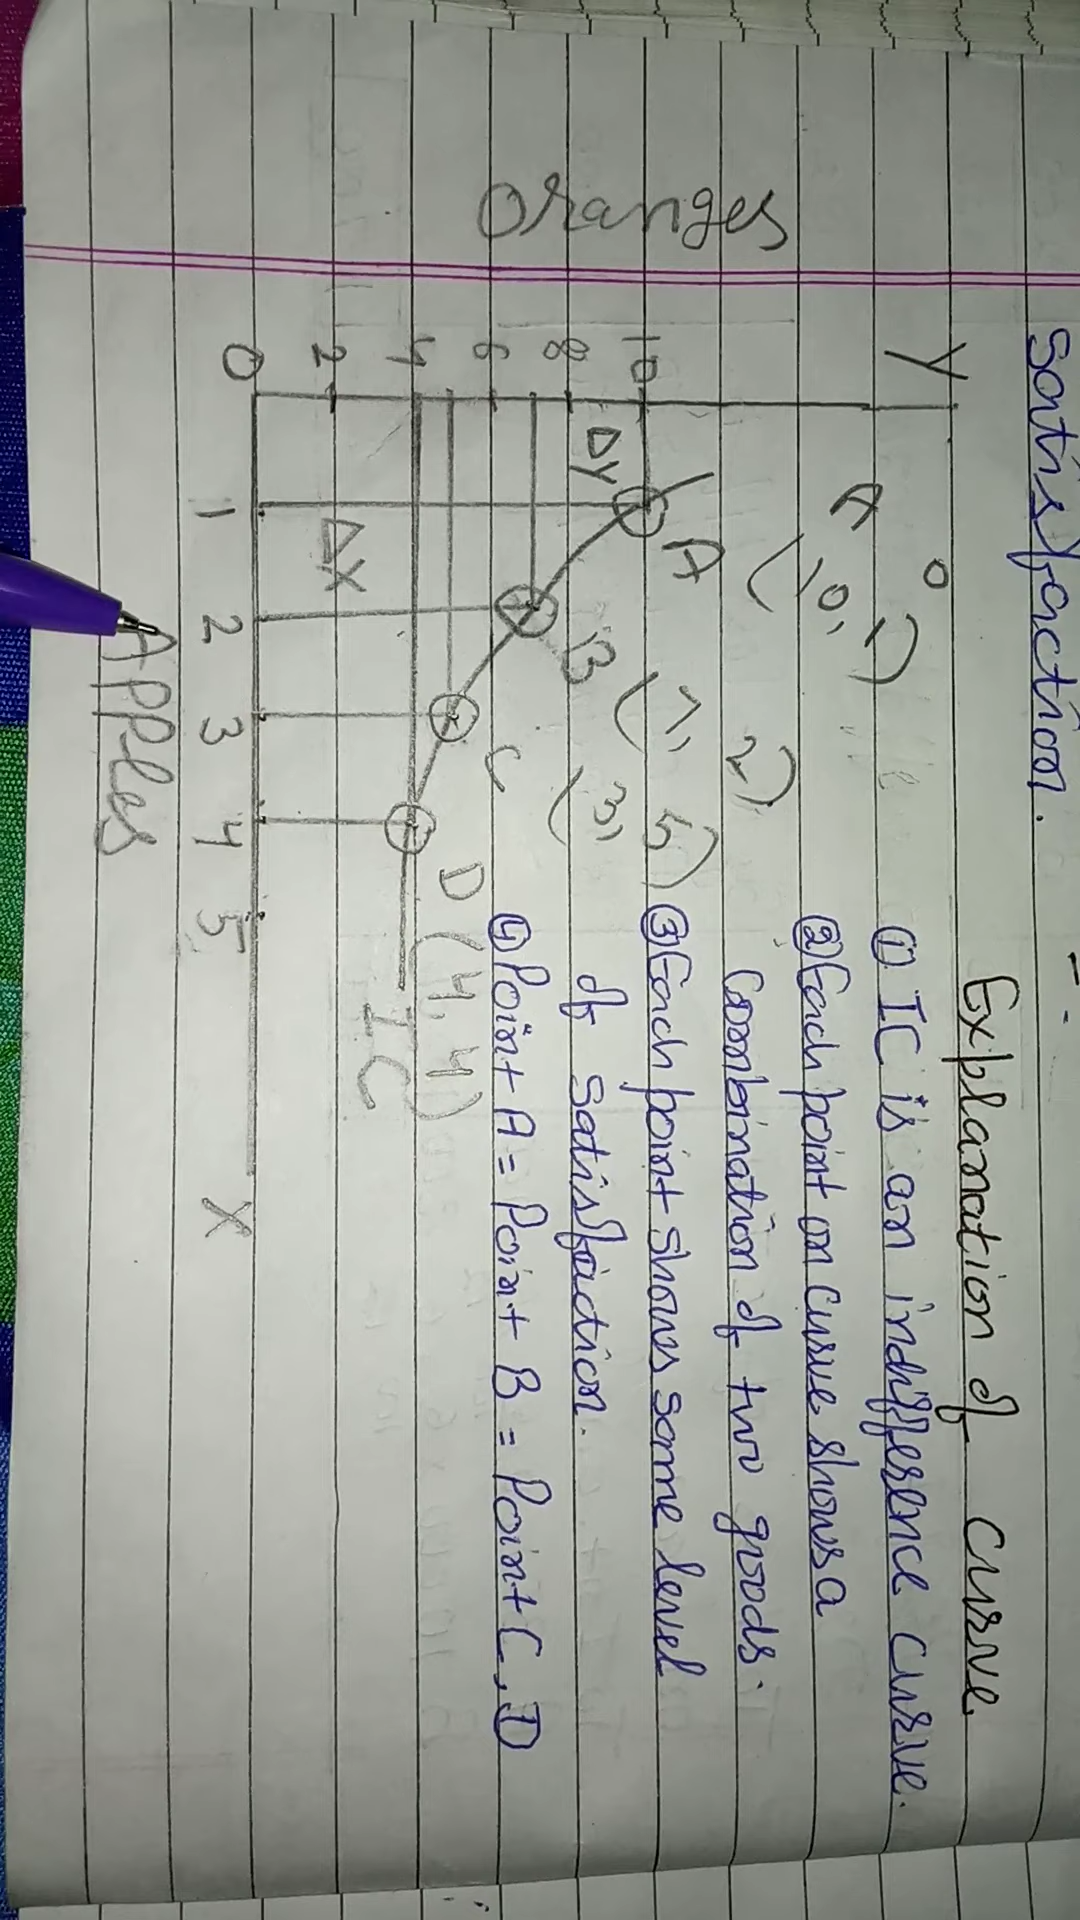 Satisfaction.
Explanation of curve.
① IC is an indifference curve.
② Each point on curve shows a
Combination of two goods.
③ Each point shows same level
of satisfaction.
④ Point A = Point B = Point C, D
Oranges
Y
10
8
6
4
2
0
1
2
3
4
5
X
Apples
ΔY
ΔX
A
A (10, 1)
B (7, 2)
C (3, 5)
D (4, 4)
IC